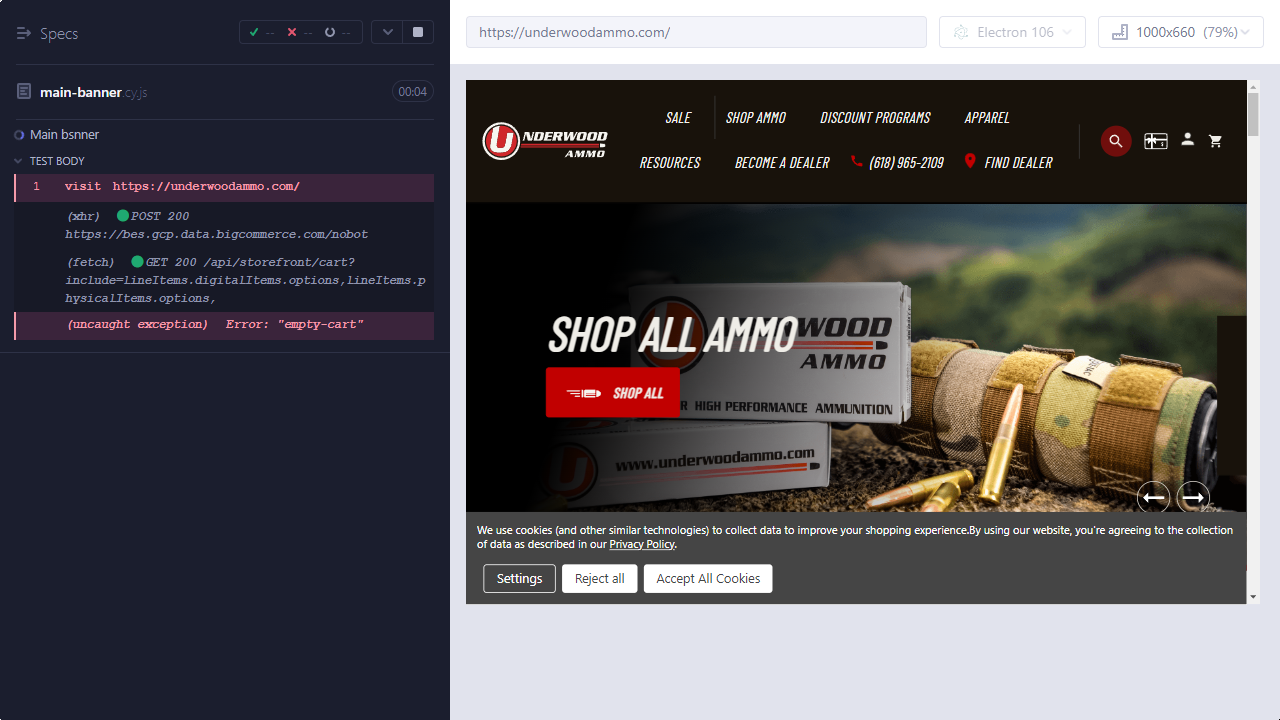 Specs
-- -- --
main-banner.cy.js
00:04
Main bsnner
TEST BODY
1 visit https://underwoodammo.com/
(xhr) POST 200
https://bes.gcp.data.bigcommerce.com/nobot
(fetch) GET 200 /api/storefront/cart?
include=lineItems.digitalItems.options,lineItems.p
hysicalItems.options,
(uncaught exception) Error: "empty-cart"
https://underwoodammo.com/
Electron 106
1000x660 (79%)
UNDERWOOD
AMMO
SALE
SHOP AMMO
DISCOUNT PROGRAMS
APPAREL
RESOURCES
BECOME A DEALER
(618) 965-2109
FIND DEALER
SHOP ALL AMMO
SHOP ALL
WOOD
AMMO
R HIGH PERFORMANCE AMMUNITION
www.underwoodammo.com
We use cookies (and other similar technologies) to collect data to improve your shopping experience.By using our website, you're agreeing to the collection
of data as described in our Privacy Policy.
Settings
Reject all
Accept All Cookies